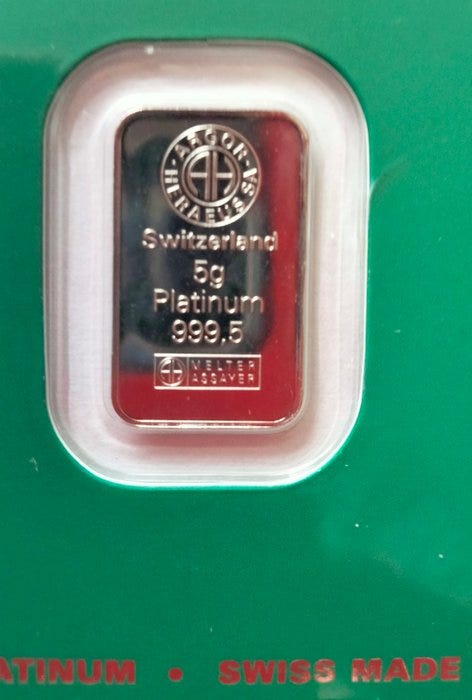 ARGOR-HERAEUS SA
Switzerland
5g
Platinum
999.5
MELTER
ASSAYER
ATINUM • SWISS MADE